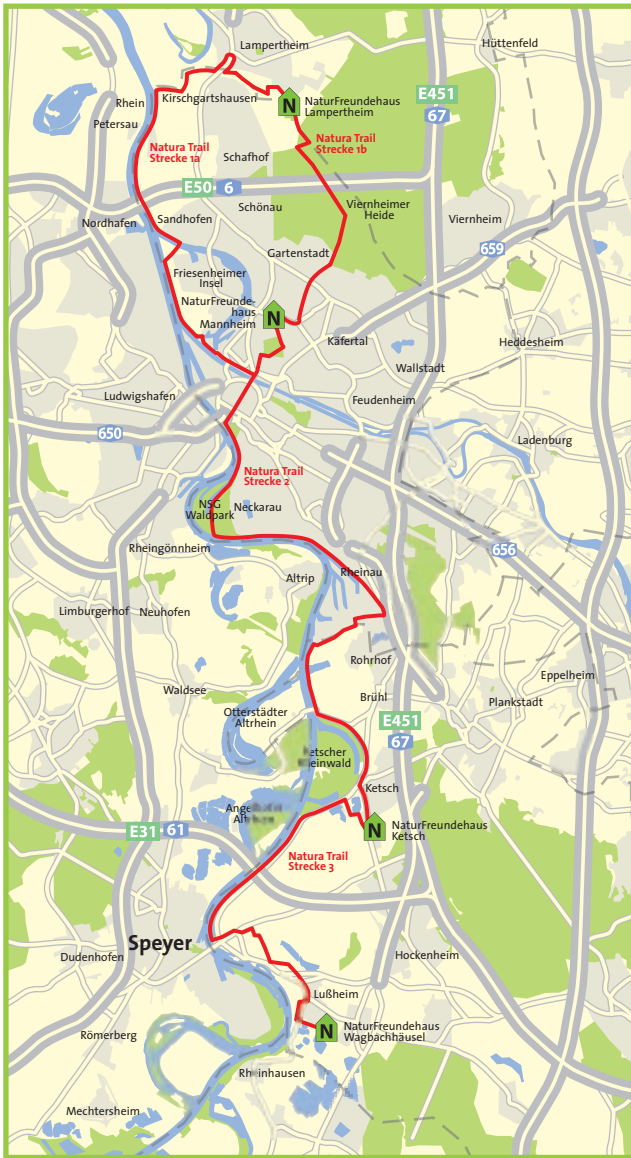 Lampertheim
Hüttenfeld
Kirschgartshausen
Rhein
Petersau
N
NaturFreundehaus
Lampertheim
E451
67
Natura Trail
Strecke 1a
Natura Trail
Strecke 1b
Schafhof
E50 6
Schönau
Viernheimer
Heide
Nordhafen
Sandhofen
Viernheim
659
Gartenstadt
Friesenheimer
Insel
NaturFreunde-
haus
Mannheim
N
Käfertal
Heddesheim
Wallstadt
Ludwigshafen
Feudenheim
650
Ladenburg
Natura Trail
Strecke 2
NSG
Waldpark
Neckarau
Rheingönnheim
656
Altrip
Rheinau
Limburgerhof
Neuhofen
Rohrhof
Eppelheim
Waldsee
Brühl
Plankstadt
Otterstädter
Altrhein
E451
67
Ketsch
E31 61
N
NaturFreundehaus
Ketsch
Natura Trail
Strecke 3
Speyer
Dudenhofen
Hockenheim
Lußheim
N
NaturFreundehaus
Wagbachhäusel
Römerberg
Rheinhausen
Mechtersheim